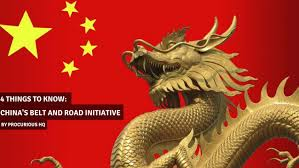 4 THINGS TO KNOW:
CHINA'S BELT AND ROAD INITIATIVE
BY PROCURIOUS HQ